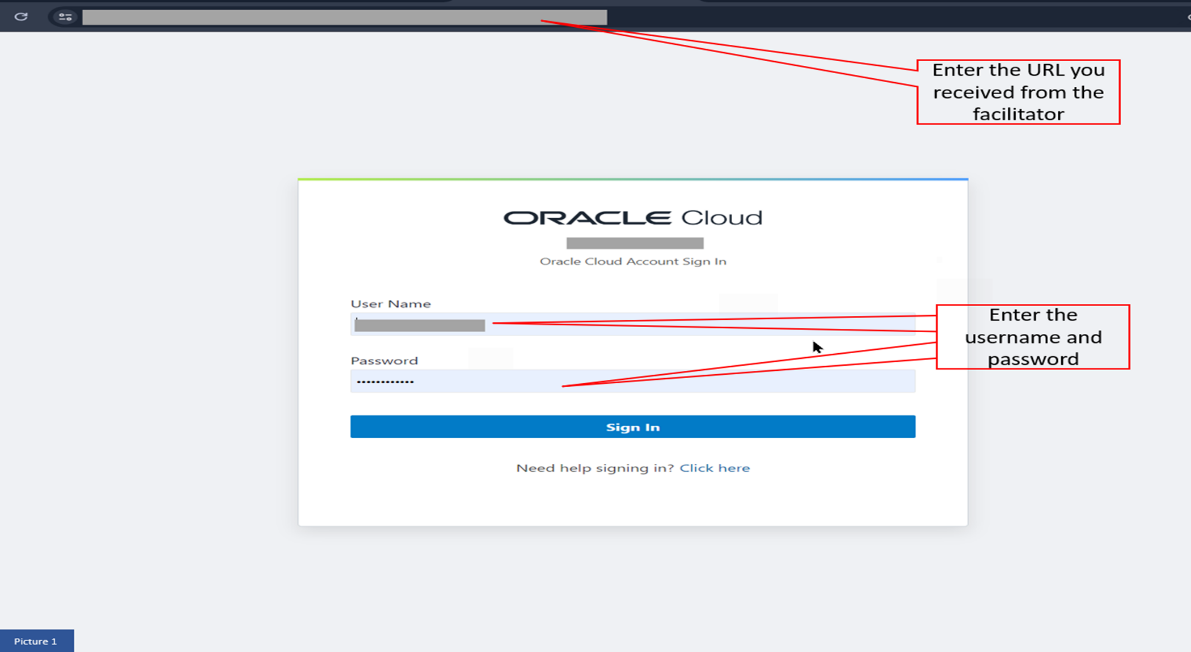 Enter the URL you
received from the
facilitator
ORACLE Cloud
Oracle Cloud Account Sign In
User Name
Enter the
username and
password
Password
••••••••••••
Sign In
Need help signing in? Click here
Picture 1